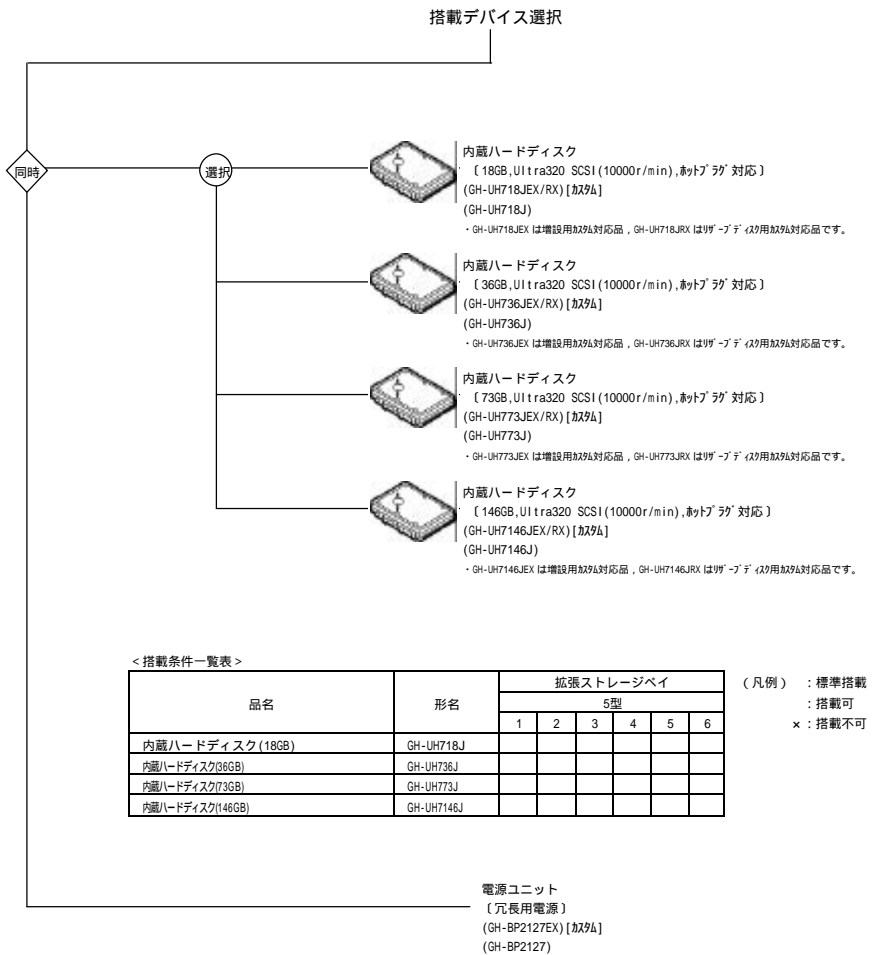 搭載デバイス選択
同時
選択
内蔵ハードディスク
〔18GB,Ultra320 SCSI(10000r/min),ﾎｯﾄﾌﾟﾗｸﾞ対応〕
(GH-UH718JEX/RX)[ｶｽﾀﾑ]
(GH-UH718J)
・GH-UH718JEX は増設用ｶｽﾀﾑ対応品，GH-UH718JRX はﾘｻﾞｰﾌﾞﾃﾞｨｽｸ用ｶｽﾀﾑ対応品です。
内蔵ハードディスク
〔36GB,Ultra320 SCSI(10000r/min),ﾎｯﾄﾌﾟﾗｸﾞ対応〕
(GH-UH736JEX/RX)[ｶｽﾀﾑ]
(GH-UH736J)
・GH-UH736JEX は増設用ｶｽﾀﾑ対応品，GH-UH736JRX はﾘｻﾞｰﾌﾞﾃﾞｨｽｸ用ｶｽﾀﾑ対応品です。
内蔵ハードディスク
〔73GB,Ultra320 SCSI(10000r/min),ﾎｯﾄﾌﾟﾗｸﾞ対応〕
(GH-UH773JEX/RX)[ｶｽﾀﾑ]
(GH-UH773J)
・GH-UH773JEX は増設用ｶｽﾀﾑ対応品，GH-UH773JRX はﾘｻﾞｰﾌﾞﾃﾞｨｽｸ用ｶｽﾀﾑ対応品です。
内蔵ハードディスク
〔146GB,Ultra320 SCSI(10000r/min),ﾎｯﾄﾌﾟﾗｸﾞ対応〕
(GH-UH7146JEX/RX)[ｶｽﾀﾑ]
(GH-UH7146J)
・GH-UH7146JEX は増設用ｶｽﾀﾑ対応品，GH-UH7146JRX はﾘｻﾞｰﾌﾞﾃﾞｨｽｸ用ｶｽﾀﾑ対応品です。
<搭載条件一覧表>
品名 形名 拡張ストレージベイ
5型
1 2 3 4 5 6
内蔵ハードディスク(18GB) GH-UH718J
内蔵ハードディスク(36GB) GH-UH736J
内蔵ハードディスク(73GB) GH-UH773J
内蔵ハードディスク(146GB) GH-UH7146J
(凡例) ：標準搭載
：搭載可
×：搭載不可
電源ユニット
〔冗長用電源〕
(GH-BP2127EX)[ｶｽﾀﾑ]
(GH-BP2127)